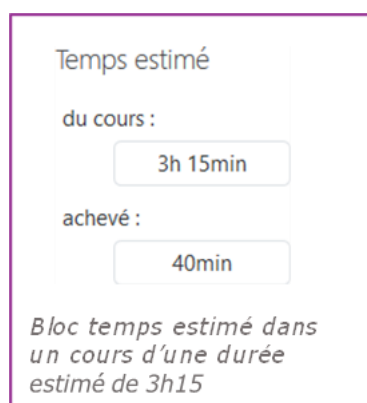 Temps estimé
du cours :
3h 15min
achevé :
40min
Bloc temps estimé dans
un cours d’une durée
estimé de 3h15